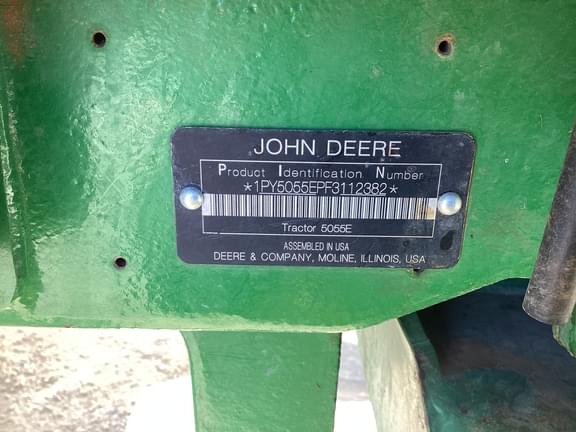 JOHN DEERE
Product Identification Number
*1PY5055EPF3112382*
Tractor 5055E
ASSEMBLED IN USA
DEERE & COMPANY, MOLINE, ILLINOIS, USA